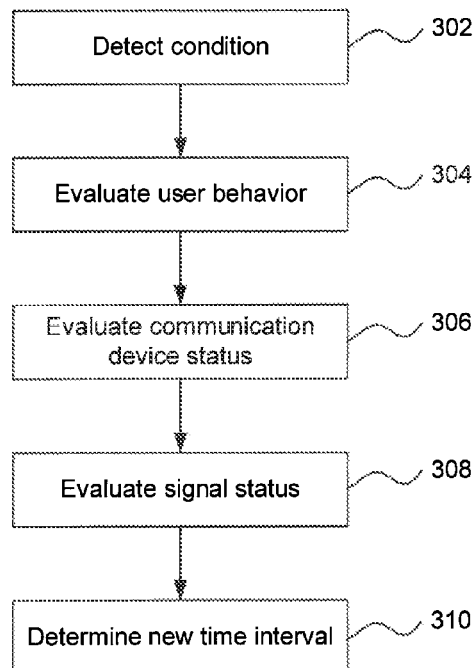 Detect condition
302
Evaluate user behavior
304
Evaluate communication
device status
306
Evaluate signal status
308
Determine new time interval
310